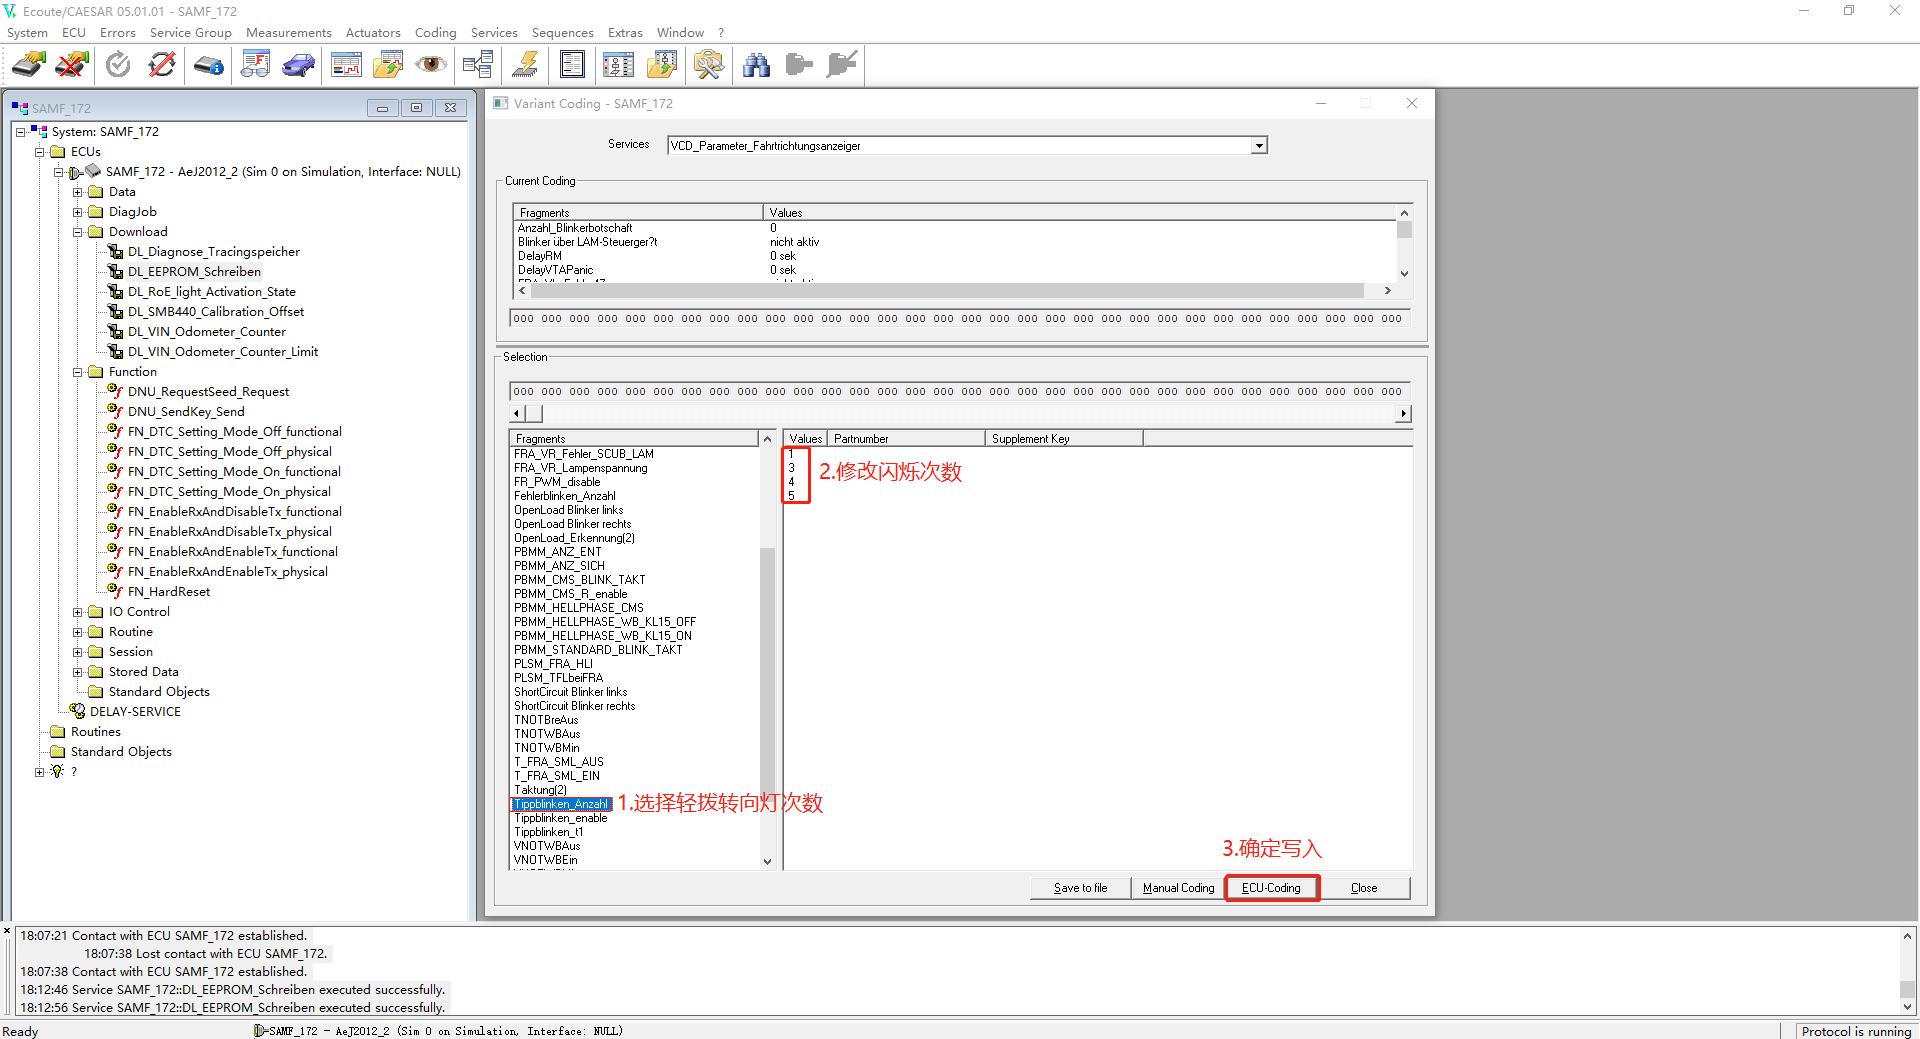 Ecoute/CAESAR 05.01.01 - SAMF_172
System ECU Errors Service Group Measurements Actuators Coding Services Sequences Extras Window ?
SAMF_172
System: SAMF_172
ECUs
SAMF_172 - AeJ2012_2 (Sim 0 on Simulation, Interface: NULL)
Data
DiagJob
Download
DL_Diagnose_Tracingspeicher
DL_EEPROM_Schreiben
DL_RoE_light_Activation_State
DL_SMB440_Calibration_Offset
DL_VIN_Odometer_Counter
DL_VIN_Odometer_Counter_Limit
Function
DNU_RequestSeed_Request
DNU_SendKey_Send
FN_DTC_Setting_Mode_Off_functional
FN_DTC_Setting_Mode_Off_physical
FN_DTC_Setting_Mode_On_functional
FN_DTC_Setting_Mode_On_physical
FN_EnableRxAndDisableTx_functional
FN_EnableRxAndDisableTx_physical
FN_EnableRxAndEnableTx_functional
FN_EnableRxAndEnableTx_physical
FN_HardReset
IO Control
Routine
Session
Stored Data
Standard Objects
DELAY-SERVICE
Routines
Standard Objects
?
Variant Coding - SAMF_172
Services VCD_Parameter_Fahrtrichtungsanzeiger
Current Coding
Fragments Values
Anzahl_Blinkerbotschaft 0
Blinker über LAM-Steuerger?t nicht aktiv
DelayRM 0 sek
DelayVTAPanic 0 sek
000 000 000 000 000 000 000 000 000 000 000 000 000 000 000 000 000 000 000 000 000 000 000 000 000 000 000 000 000 000 000 000
Selection
000 000 000 000 000 000 000 000 000 000 000 000 000 000 000 000 000 000 000 000 000 000 000 000 000 000 000 000 000 000 000 000
Fragments
FRA_VR_Fehler_SCUB_LAM
FRA_VR_Lampenspannung
FR_PWM_disable
Fehlerblinken_Anzahl
OpenLoad Blinker links
OpenLoad Blinker rechts
OpenLoad_Erkennung(2)
PBMM_ANZ_ENT
PBMM_ANZ_SICH
PBMM_CMS_BLINK_TAKT
PBMM_CMS_R_enable
PBMM_HELLPHASE_CMS
PBMM_HELLPHASE_WB_KL15_OFF
PBMM_HELLPHASE_WB_KL15_ON
PBMM_STANDARD_BLINK_TAKT
PLSM_FRA_HLI
PLSM_TFLbeiFRA
ShortCircuit Blinker links
ShortCircuit Blinker rechts
TNOTBreAus
TNOTWBAus
TNOTWBMin
T_FRA_SML_AUS
T_FRA_SML_EIN
Taktung(2)
Tippblinken_Anzahl 1.选择轻拨转向灯次数
Tippblinken_enable
Tippblinken_t1
VNOTWBAus
VNOTWBEin
Values Partnumber Supplement Key
1
3
4
5
2.修改闪烁次数
3.确定写入
Save to file Manual Coding ECU-Coding Close
18:07:21 Contact with ECU SAMF_172 established.
18:07:38 Lost contact with ECU SAMF_172.
18:07:38 Contact with ECU SAMF_172 established.
18:12:46 Service SAMF_172::DL_EEPROM_Schreiben executed successfully.
18:12:56 Service SAMF_172::DL_EEPROM_Schreiben executed successfully.
Ready SAMF_172 - AeJ2012_2 (Sim 0 on Simulation, Interface: NULL) Protocol is running